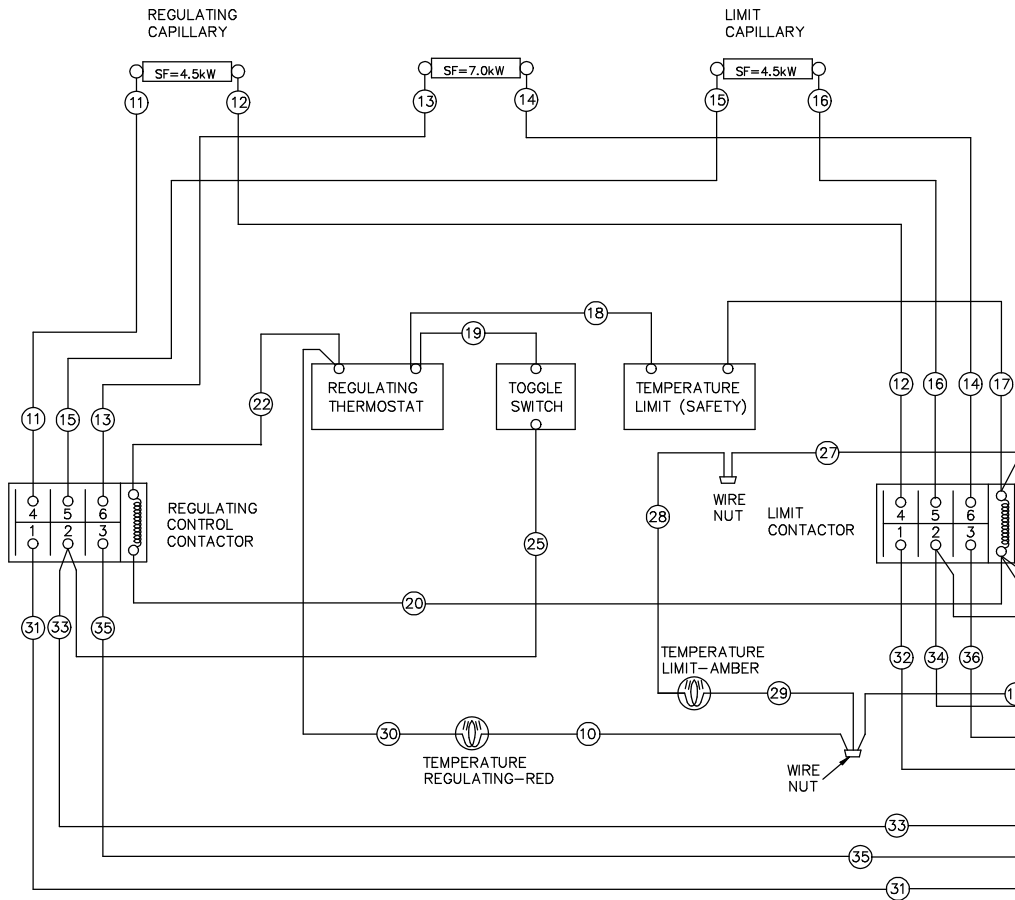 REGULATING
CAPILLARY
LIMIT
CAPILLARY
SF=4.5kW
SF=7.0kW
SF=4.5kW
11
12
13
14
15
16
18
19
REGULATING
THERMOSTAT
TOGGLE
SWITCH
TEMPERATURE
LIMIT (SAFETY)
12
16
14
17
22
11
15
13
27
WIRE
NUT
4
5
6
1
2
3
REGULATING
CONTROL
CONTACTOR
28
LIMIT
CONTACTOR
4
5
6
1
2
3
25
20
31
33
35
TEMPERATURE
LIMIT-AMBER
32
34
36
29
30
10
TEMPERATURE
REGULATING-RED
WIRE
NUT
33
35
31